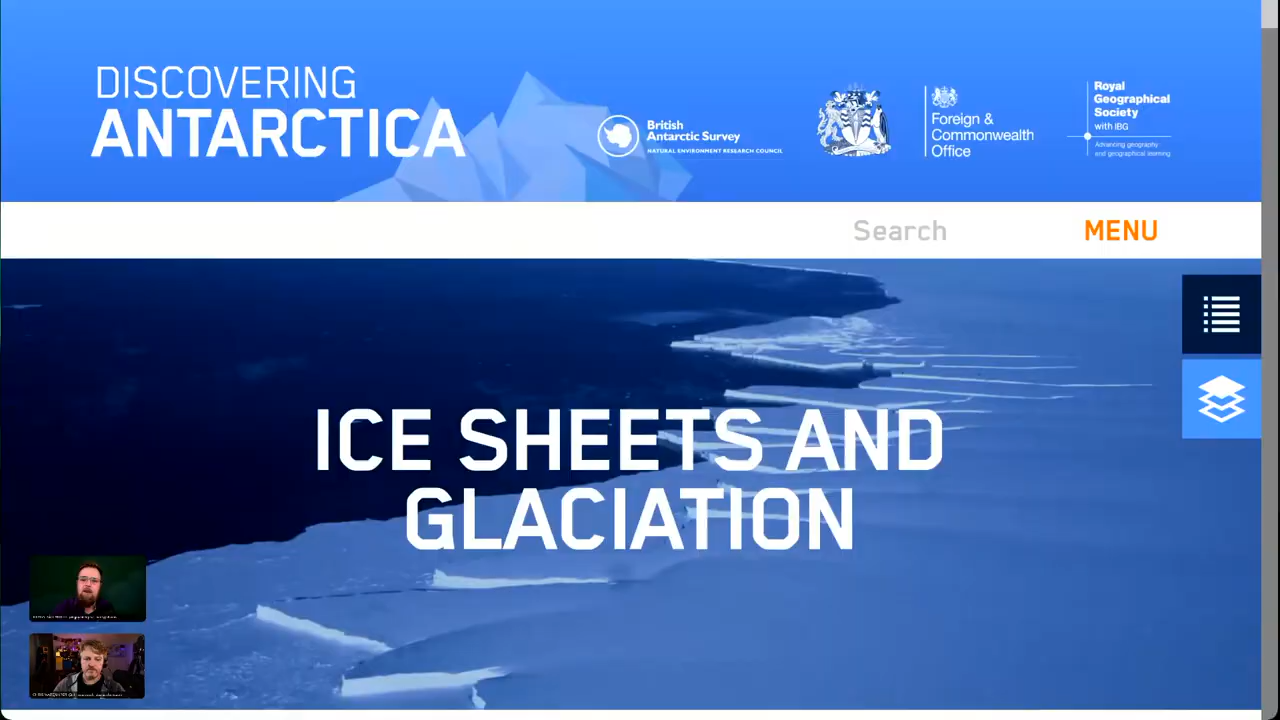 DISCOVERING
ANTARCTICA
British
Antarctic Survey
NATURAL ENVIRONMENT RESEARCH COUNCIL
Foreign &
Commonwealth
Office
Royal
Geographical
Society
with IBG
Advancing geography
and geographical learning
Search
MENU
ICE SHEETS AND
GLACIATION